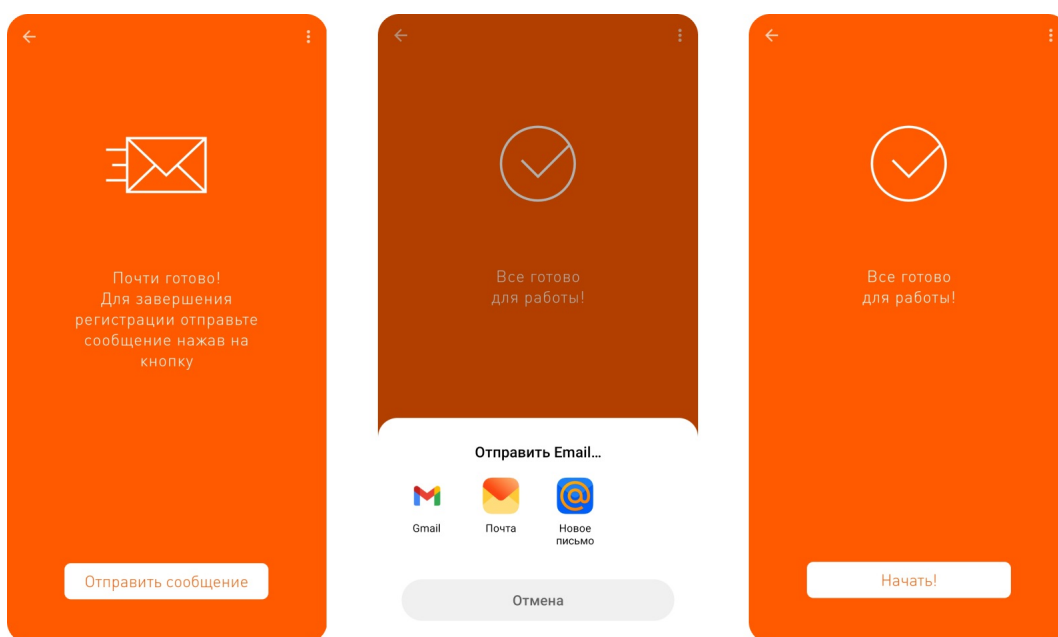 Почти готово!
Для завершения
регистрации отправьте
сообщение нажав на
кнопку
Отправить сообщение
Все готово
для работы!
Отправить Email...
Gmail
Почта
Новое
письмо
Отмена
Все готово
для работы!
Начать!